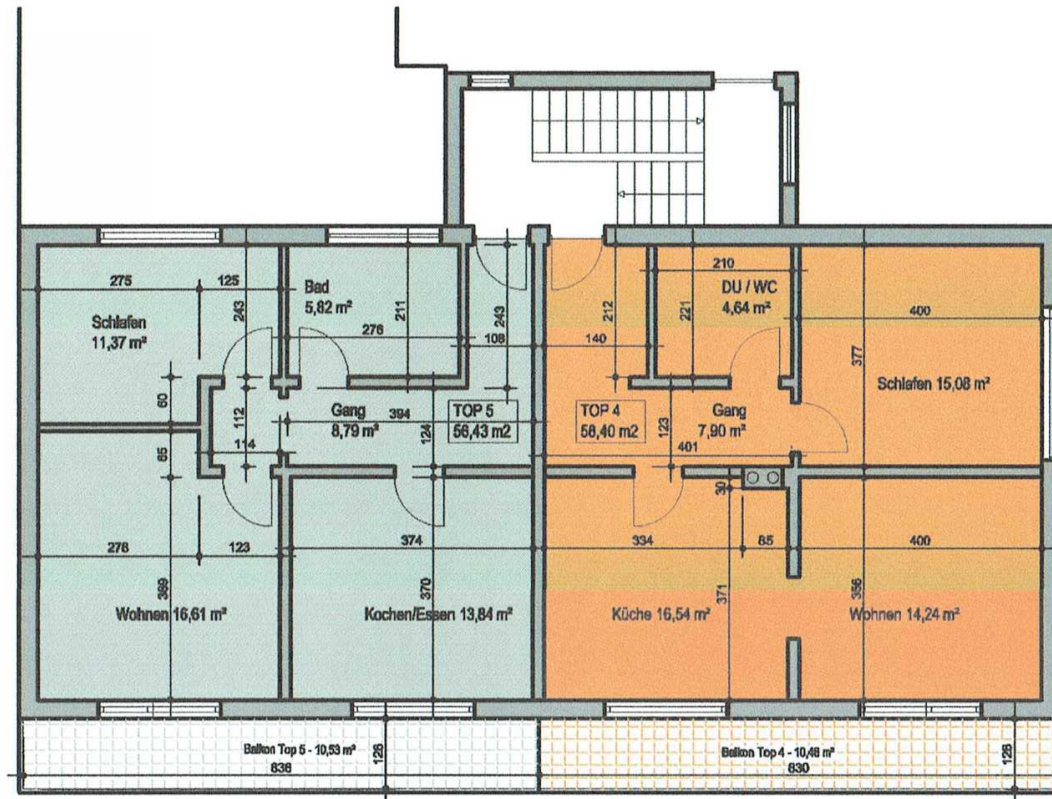 275
125
243
Schlafen
11,37 m²
Bad
5,82 m²
211
276
243
108
212
140
210
DU / WC
4,64 m²
221
400
377
Schlafen 15,08 m²
60
112
114
65
Gang
394
8,79 m²
124
TOP 5
56,43 m2
TOP 4
58,40 m2
123
Gang
7,90 m²
401
30
276
123
369
Wohnen 16,61 m²
374
370
Kochen/Essen 13,84 m²
334
85
371
Küche 16,54 m²
400
356
Wohnen 14,24 m²
Balkon Top 5 - 10,53 m²
836
126
Balkon Top 4 - 10,48 m²
830
126